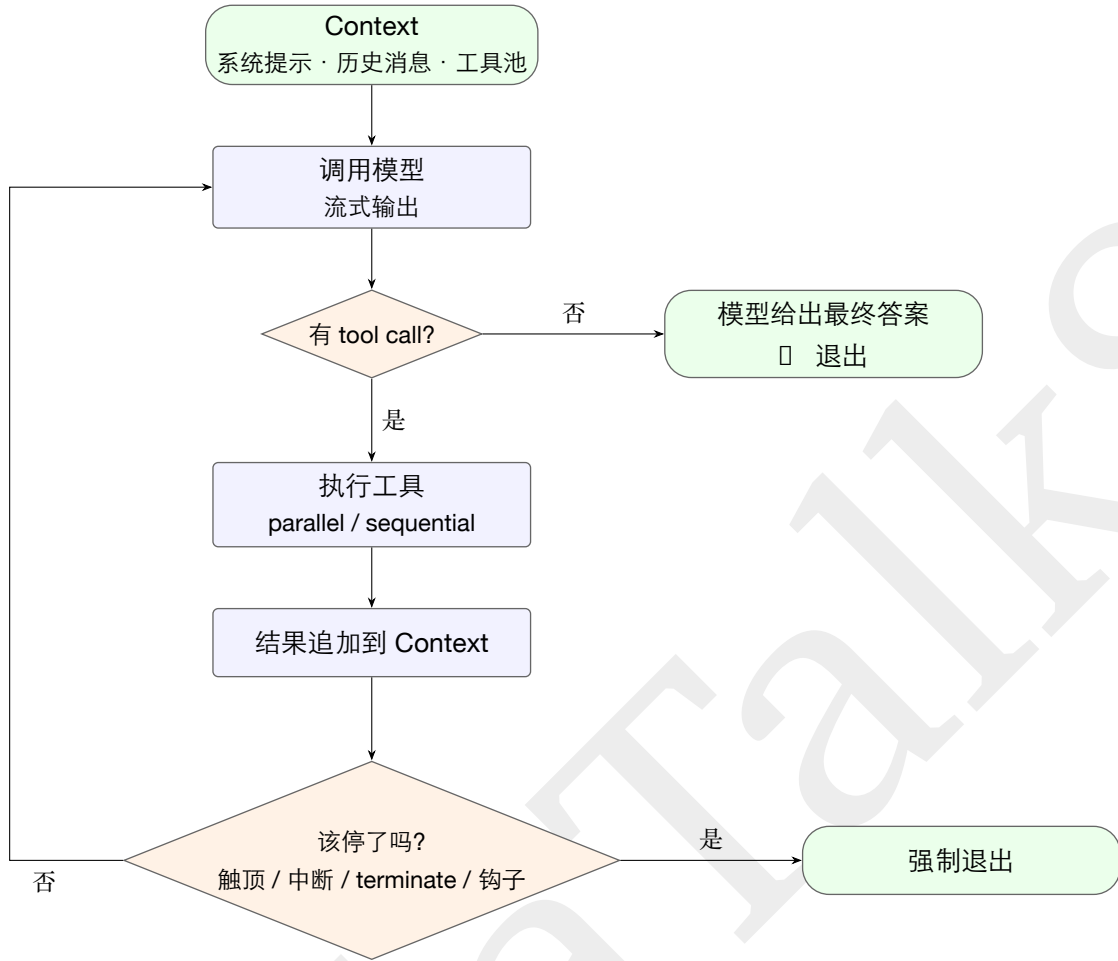 Context
系统提示 · 历史消息 · 工具池
调用模型
流式输出
有 tool call?
否
模型给出最终答案
退出
是
执行工具
parallel / sequential
结果追加到 Context
该停了吗?
触顶 / 中断 / terminate / 钩子
是
强制退出
否
aTalk